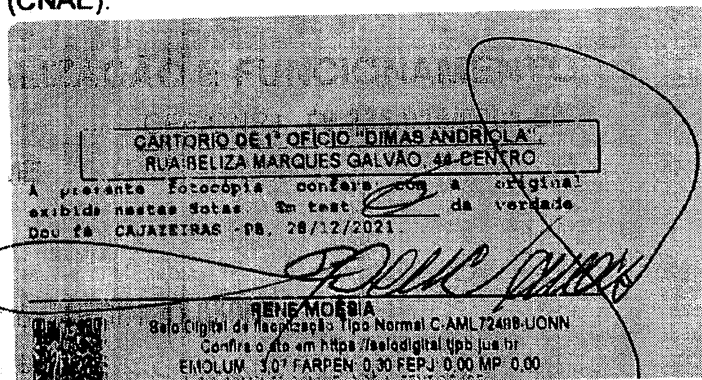 (CNAE).
& FUNCIONAMENTO
CARTORIO DE 1º OFÍCIO "DIMAS ANDRIOLA".
RUA BELIZA MARQUES GALVÃO, 44 CENTRO
A presente fotocópia confere com a original
exibida nestas Notas Em test da verdade
Dou fé CAJAZEIRAS -PB, 28/12/2021
RENE MOESIA
Selo Digital de fiscalização Tipo Normal C-AML72498-UONN
Confira o ato em https://selodigital.tjpb.jus.br
EMOLUM 3,07 FARPEN 0,30 FEPJ 0,00 MP 0,00